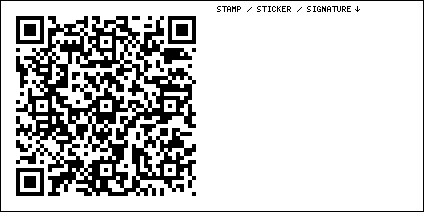 STAMP / STICKER / SIGNATURE ↓